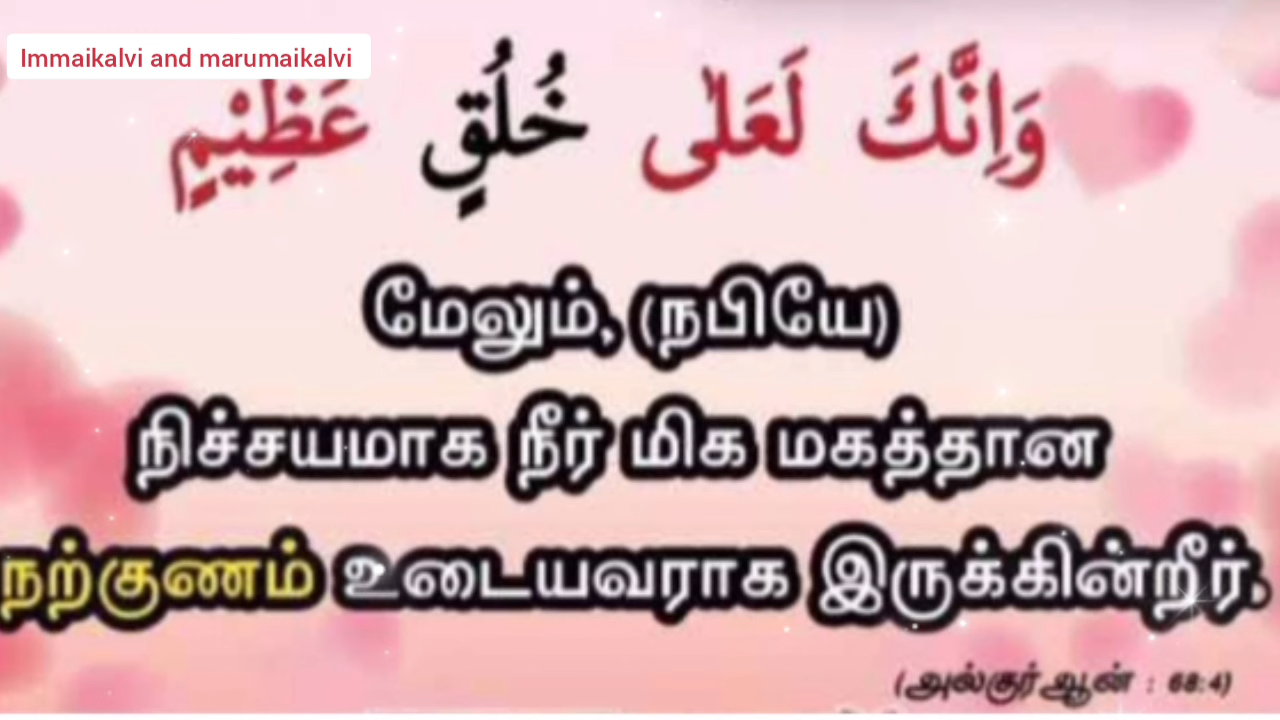 Immaikalvi and marumaikalvi
وَاِنَّكَ لَعَلٰى خُلُقٍ عَظِيْمٍ
மேலும், (நபியே)
நிச்சயமாக நீர் மிக மகத்தான
நற்குணம் உடையவராக இருக்கின்றீர்.
(அல்குர்ஆன் : 68:4)